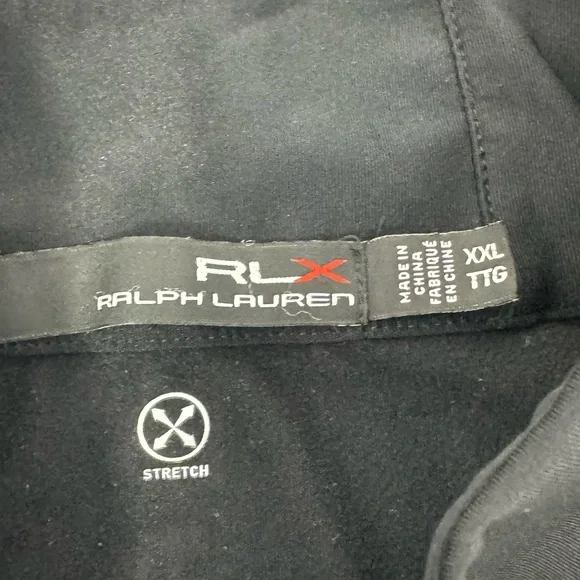 RLX
RALPH LAUREN
MADE IN
CHINA
FABRIQUÉ
EN CHINE
XXL
TTG
STRETCH